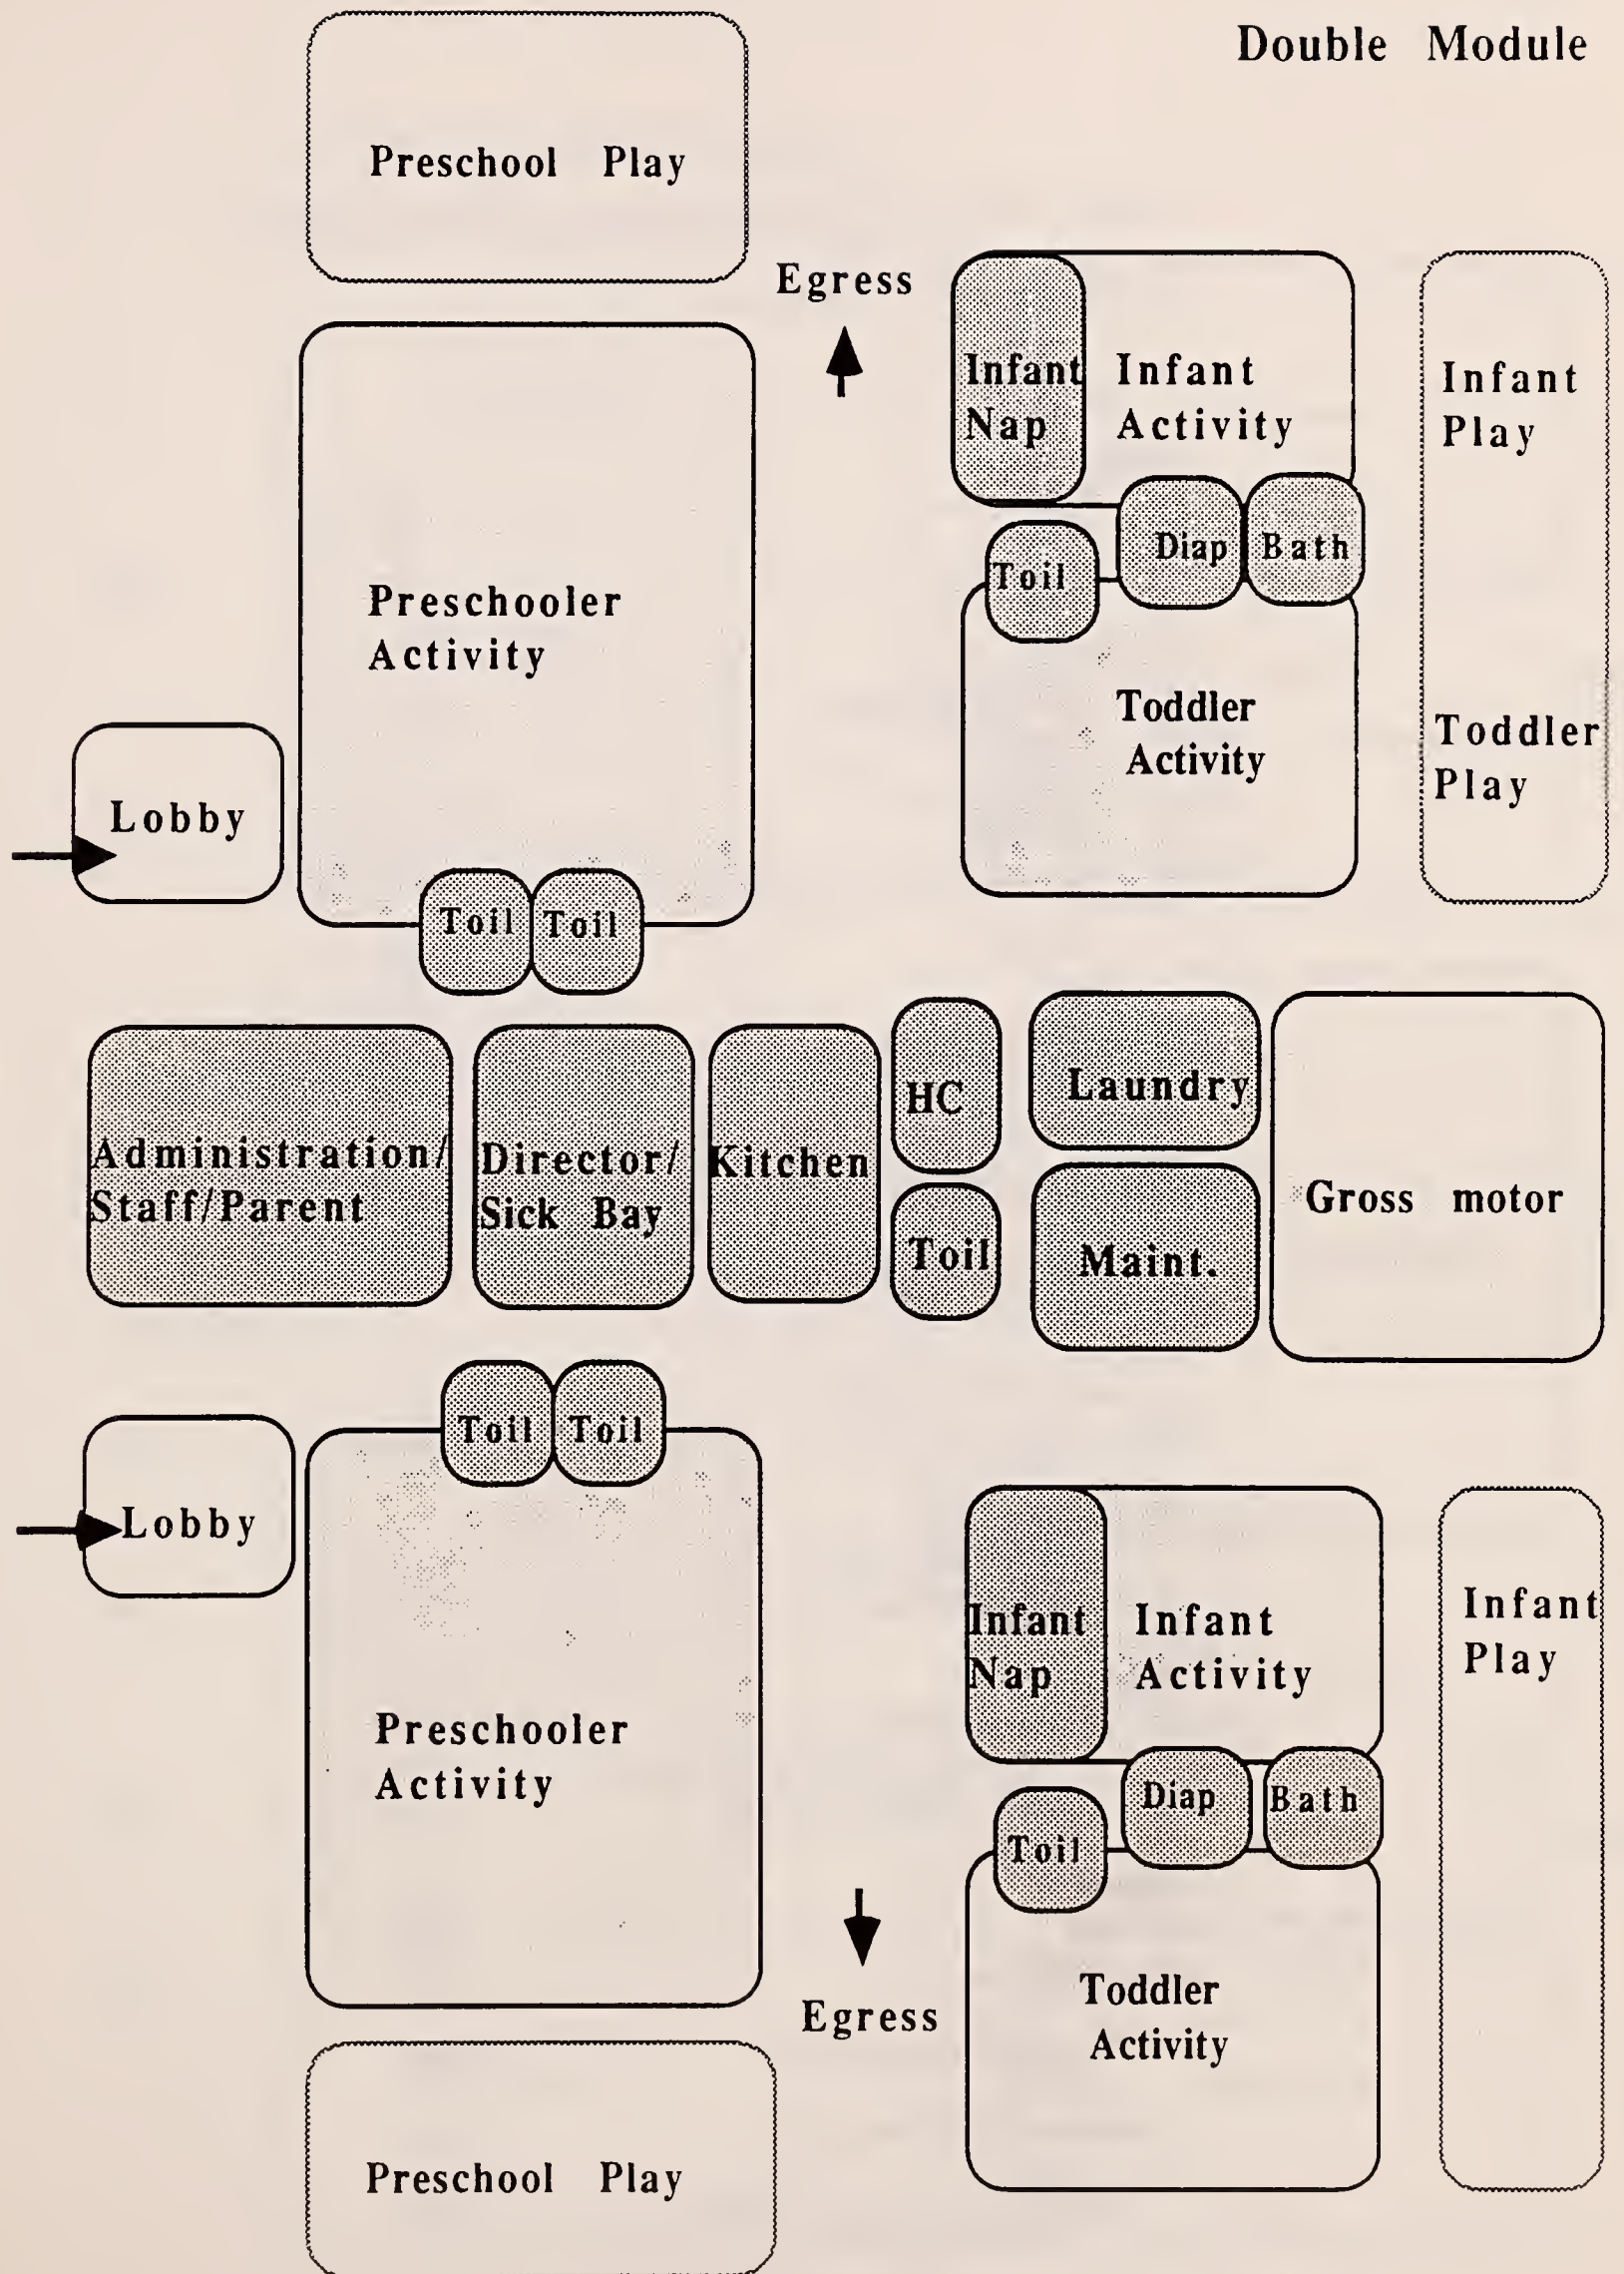 Double Module
Preschool Play
Egress
Infant
Nap
Infant
Activity
Infant
Play
Diap
Bath
Toil
Preschooler
Activity
Toddler
Activity
Toddler
Play
Lobby
Toil
Toil
Administration/
Staff/Parent
Director/
Sick Bay
Kitchen
HC
Toil
Laundry
Maint.
Gross motor
Toil
Toil
Lobby
Preschooler
Activity
Infant
Nap
Infant
Activity
Infant
Play
Diap
Bath
Toil
Toddler
Activity
Egress
Preschool Play